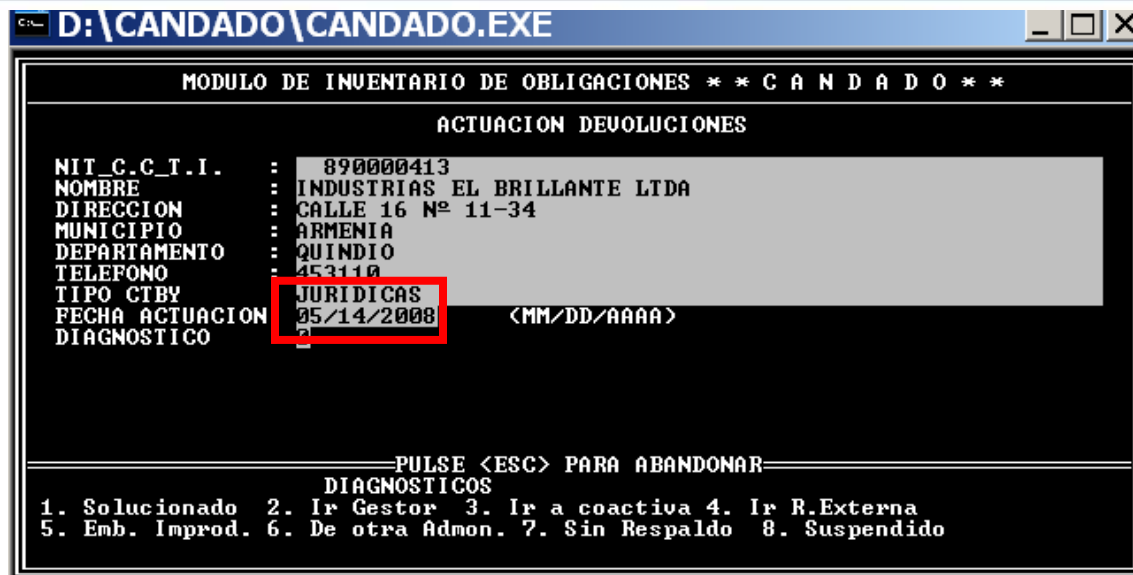 D:\CANDADO\CANDADO.EXE
MODULO DE INVENTARIO DE OBLIGACIONES * * C A N D A D O * *
ACTUACION DEVOLUCIONES
NIT_C.C_T.I. : 890000413
NOMBRE : INDUSTRIAS EL BRILLANTE LTDA
DIRECCION : CALLE 16 Nº 11-34
MUNICIPIO : ARMENIA
DEPARTAMENTO : QUINDIO
TELEFONO : 453110
TIPO CTBY JURIDICAS
FECHA ACTUACION 05/14/2008 (MM/DD/AAAA)
DIAGNOSTICO
PULSE <ESC> PARA ABANDONAR
DIAGNOSTICOS
1. Solucionado 2. Ir Gestor 3. Ir a coactiva 4. Ir R.Externa
5. Emb. Improd. 6. De otra Admon. 7. Sin Respaldo 8. Suspendido